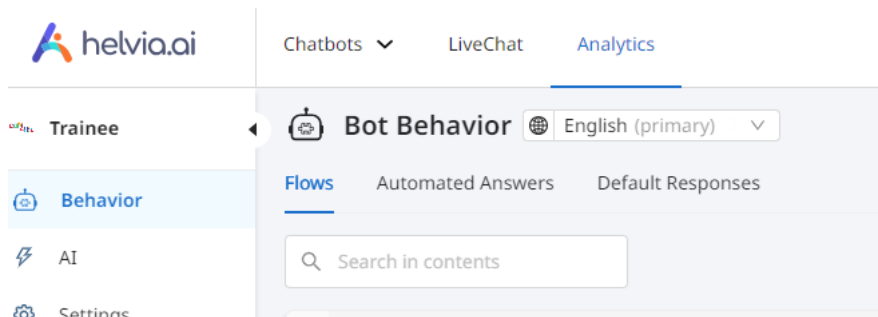 helvia.ai
Chatbots LiveChat Analytics
Trainee
Bot Behavior English (primary)
Behavior
Flows Automated Answers Default Responses
AI
Search in contents
Settings